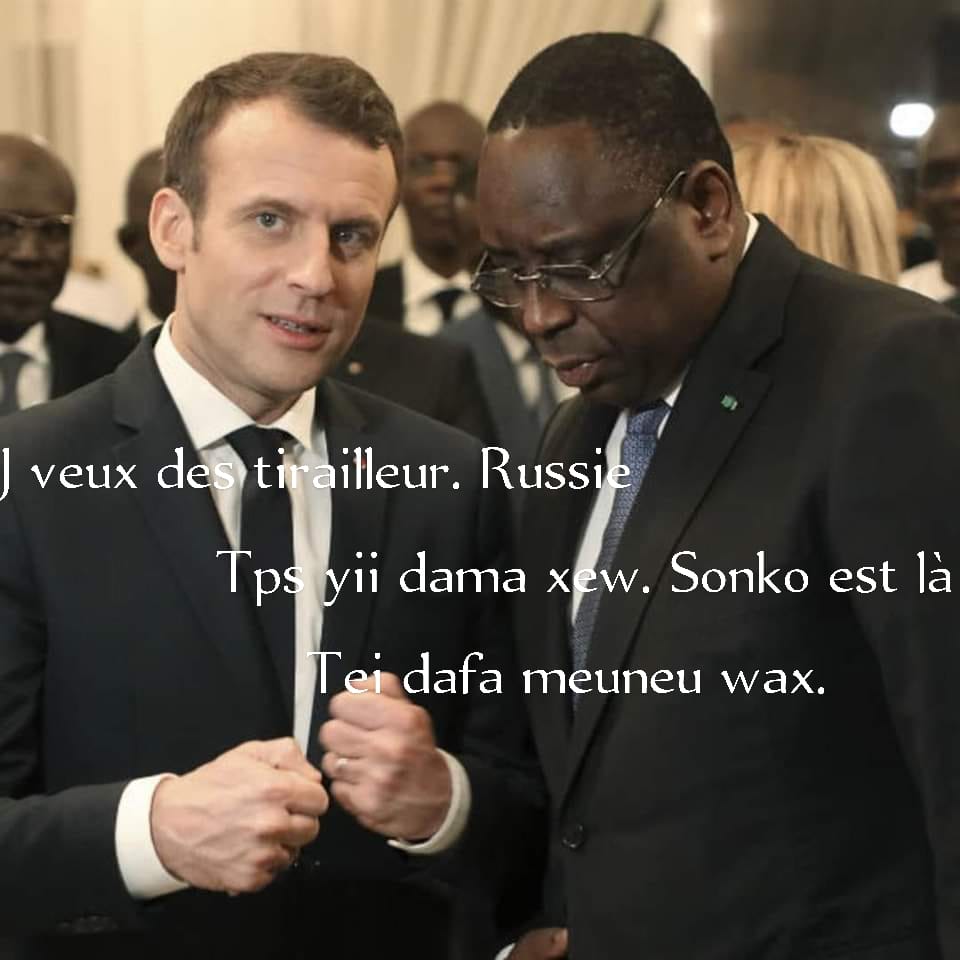 J veux des tirailleur. Russie
Tps yii dama xew. Sonko est là
Tei dafa meuneu wax.